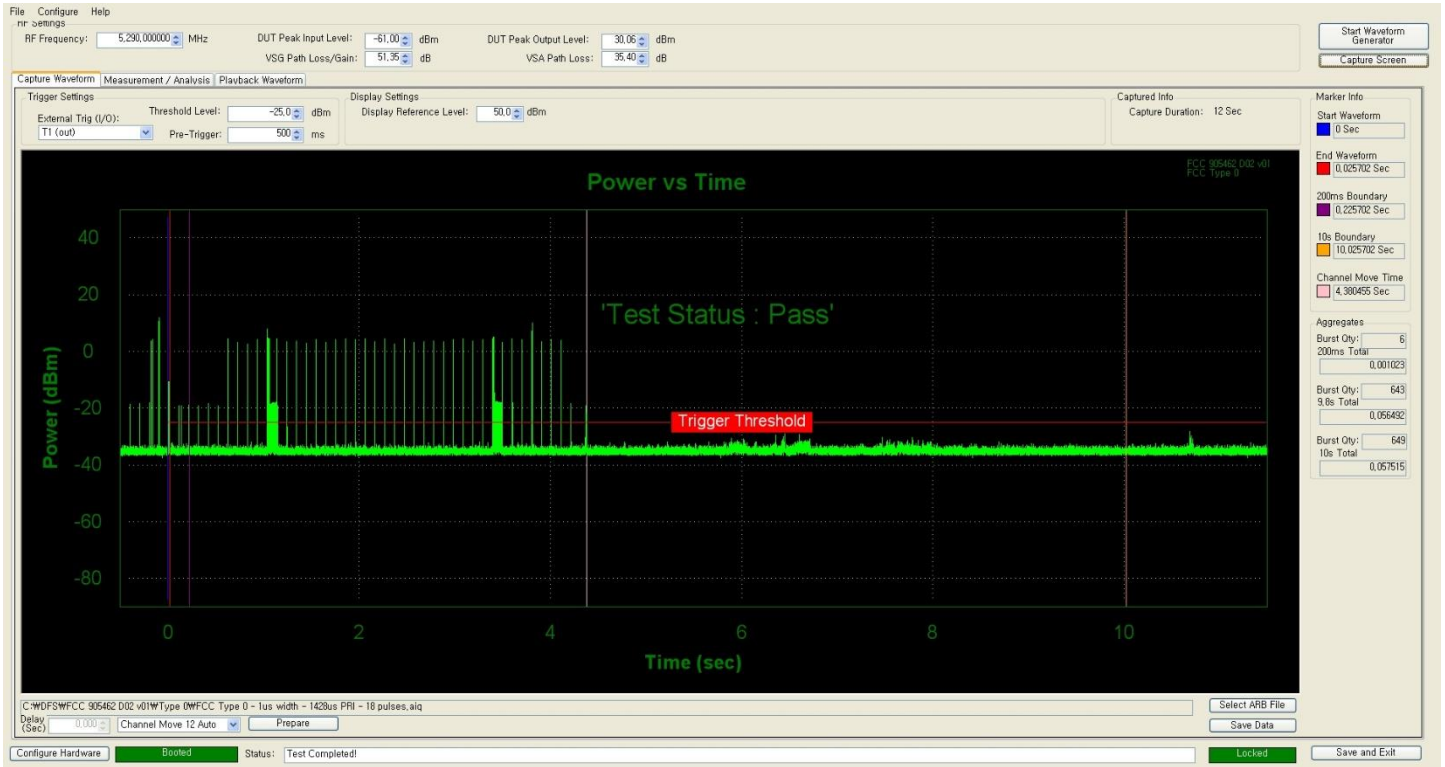 File Configure Help
RF Settings
RF Frequency: 5,290,000000 MHz DUT Peak Input Level: -61,00 dBm DUT Peak Output Level: 30,06 dBm
VSG Path Loss/Gain: 51,35 dB VSA Path Loss: 35,40 dB
Start Waveform Generator
Capture Screen
Capture Waveform Measurement / Analysis Playback Waveform
Trigger Settings
External Trig (I/O): Threshold Level: -25,0 dBm
T1 (out) Pre-Trigger: 500 ms
Display Settings
Display Reference Level: 50,0 dBm
Captured Info
Capture Duration: 12 Sec
Marker Info
Start Waveform
0 Sec
End Waveform
0,025702 Sec
200ms Boundary
0,225702 Sec
10s Boundary
10,025702 Sec
Channel Move Time
4,380455 Sec
Aggregates
Burst Qty: 6
200ms Total
0,001023
Burst Qty: 643
9,8s Total
0,056492
Burst Qty: 649
10s Total
0,057515
FCC 905462 D02 v01
FCC Type 0
Power vs Time
'Test Status : Pass'
Trigger Threshold
Power (dBm)
40
20
0
-20
-40
-60
-80
0 2 4 6 8 10
Time (sec)
C:₩DFS₩FCC 905462 D02 v01₩Type 0₩FCC Type 0 - 1us width - 1428us PRI - 18 pulses,aiq
Select ARB File
Delay (Sec) 0,000 Channel Move 12 Auto Prepare
Save Data
Configure Hardware Booted Status: Test Completed! Locked Save and Exit